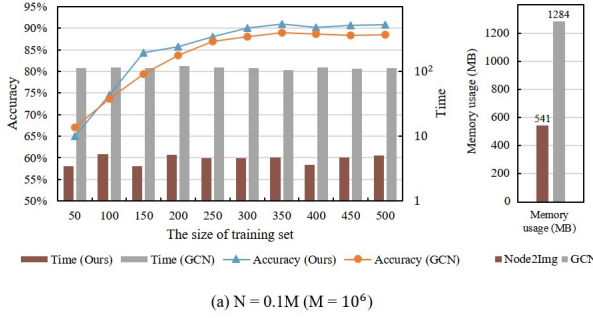 95%
90%
85%
80%
75%
70%
65%
60%
55%
50%
Accuracy
10²
10
1
Time
50 100 150 200 250 300 350 400 450 500
The size of training set
Time (Ours) Time (GCN) Accuracy (Ours) Accuracy (GCN)
1200
1000
800
600
400
200
0
Memory usage (MB)
1284
541
Memory
usage (MB)
Node2Img GCN
(a) N = 0.1M (M = 10⁶)